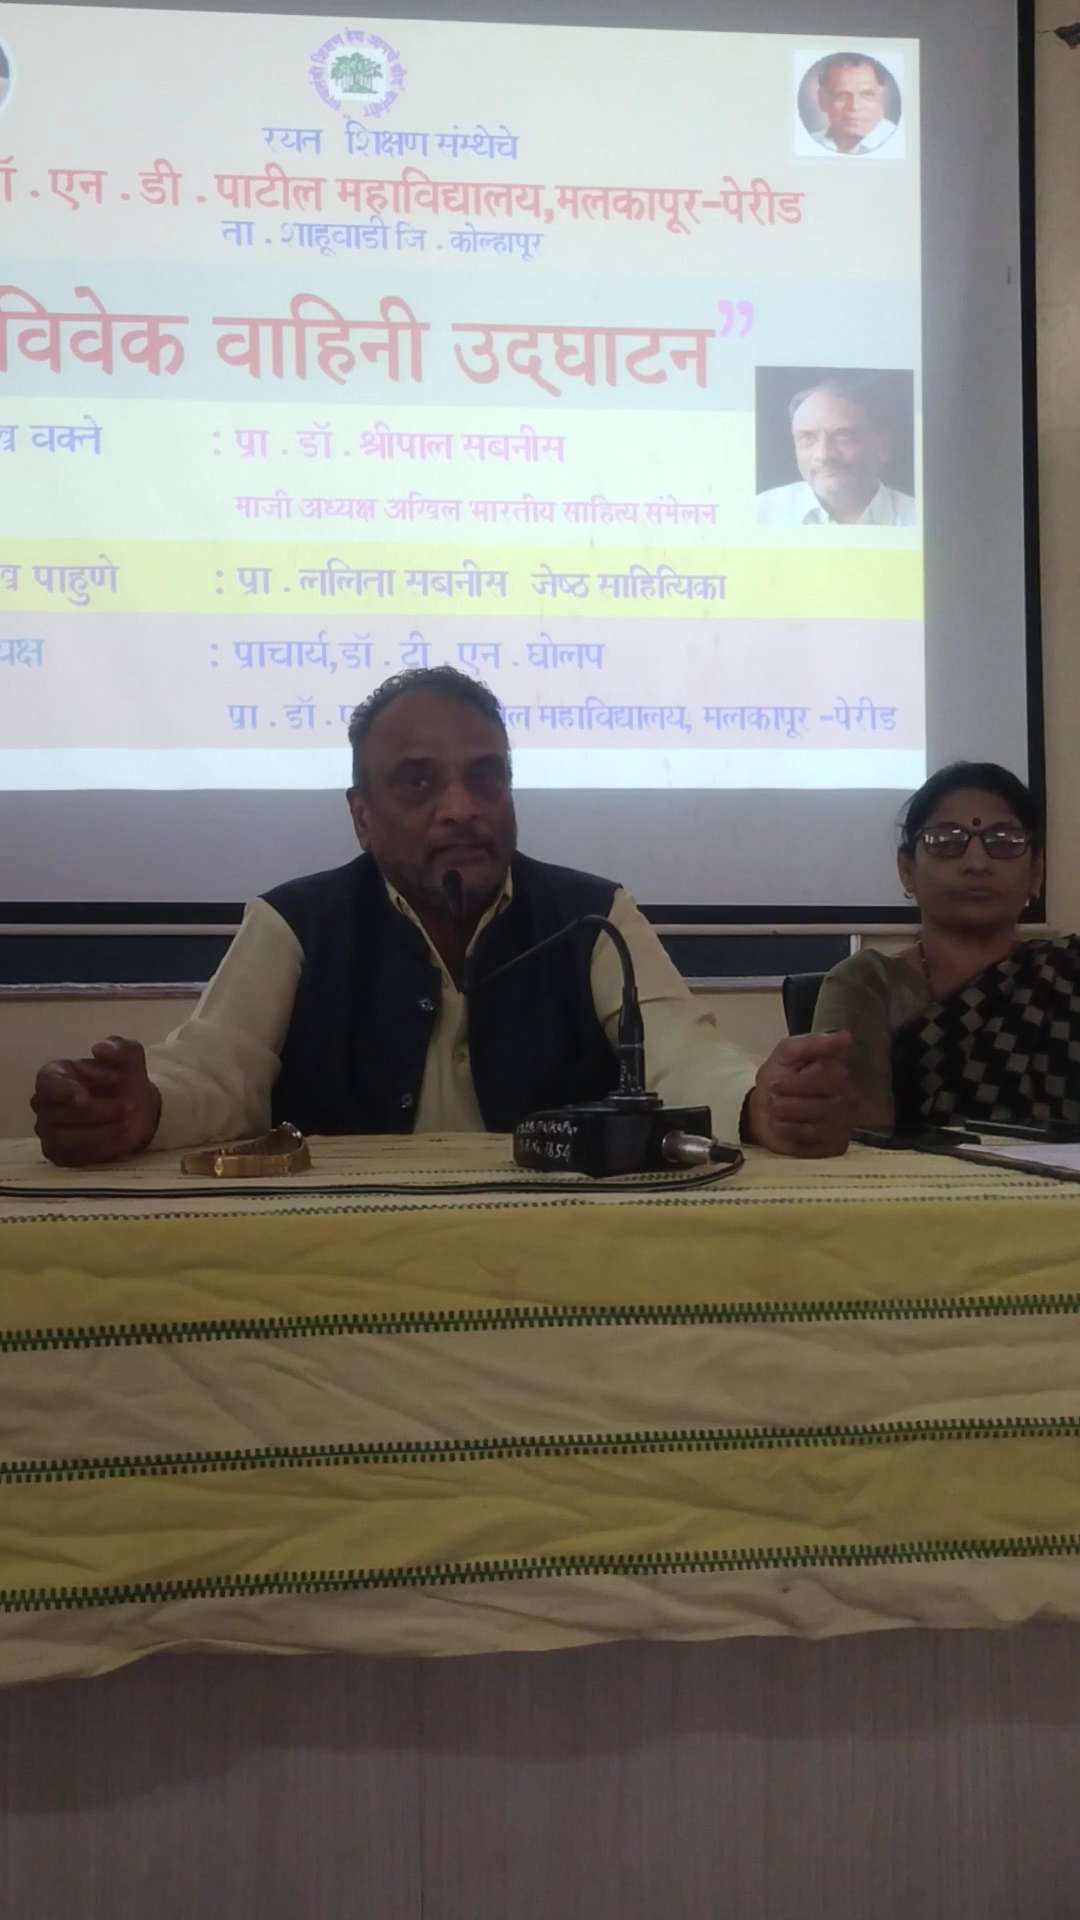 रयत शिक्षण संस्थेचे
. एन . डी . पाटील महाविद्यालय,मलकापूर-पेरीड
ता . शाहूवाडी जि . कोल्हापूर
विवेक वाहिनी उद्‌घाटन”
वक्ते : प्रा . डॉ . श्रीपाल सबनीस
माजी अध्यक्ष अखिल भारतीय साहित्य संमेलन
पाहुणे : प्रा . ललिता सबनीस जेष्ठ साहित्यिका
: प्राचार्य,डॉ . टी . एन . घोलप
प्रा . डॉ . महाविद्यालय, मलकापूर -पेरीड